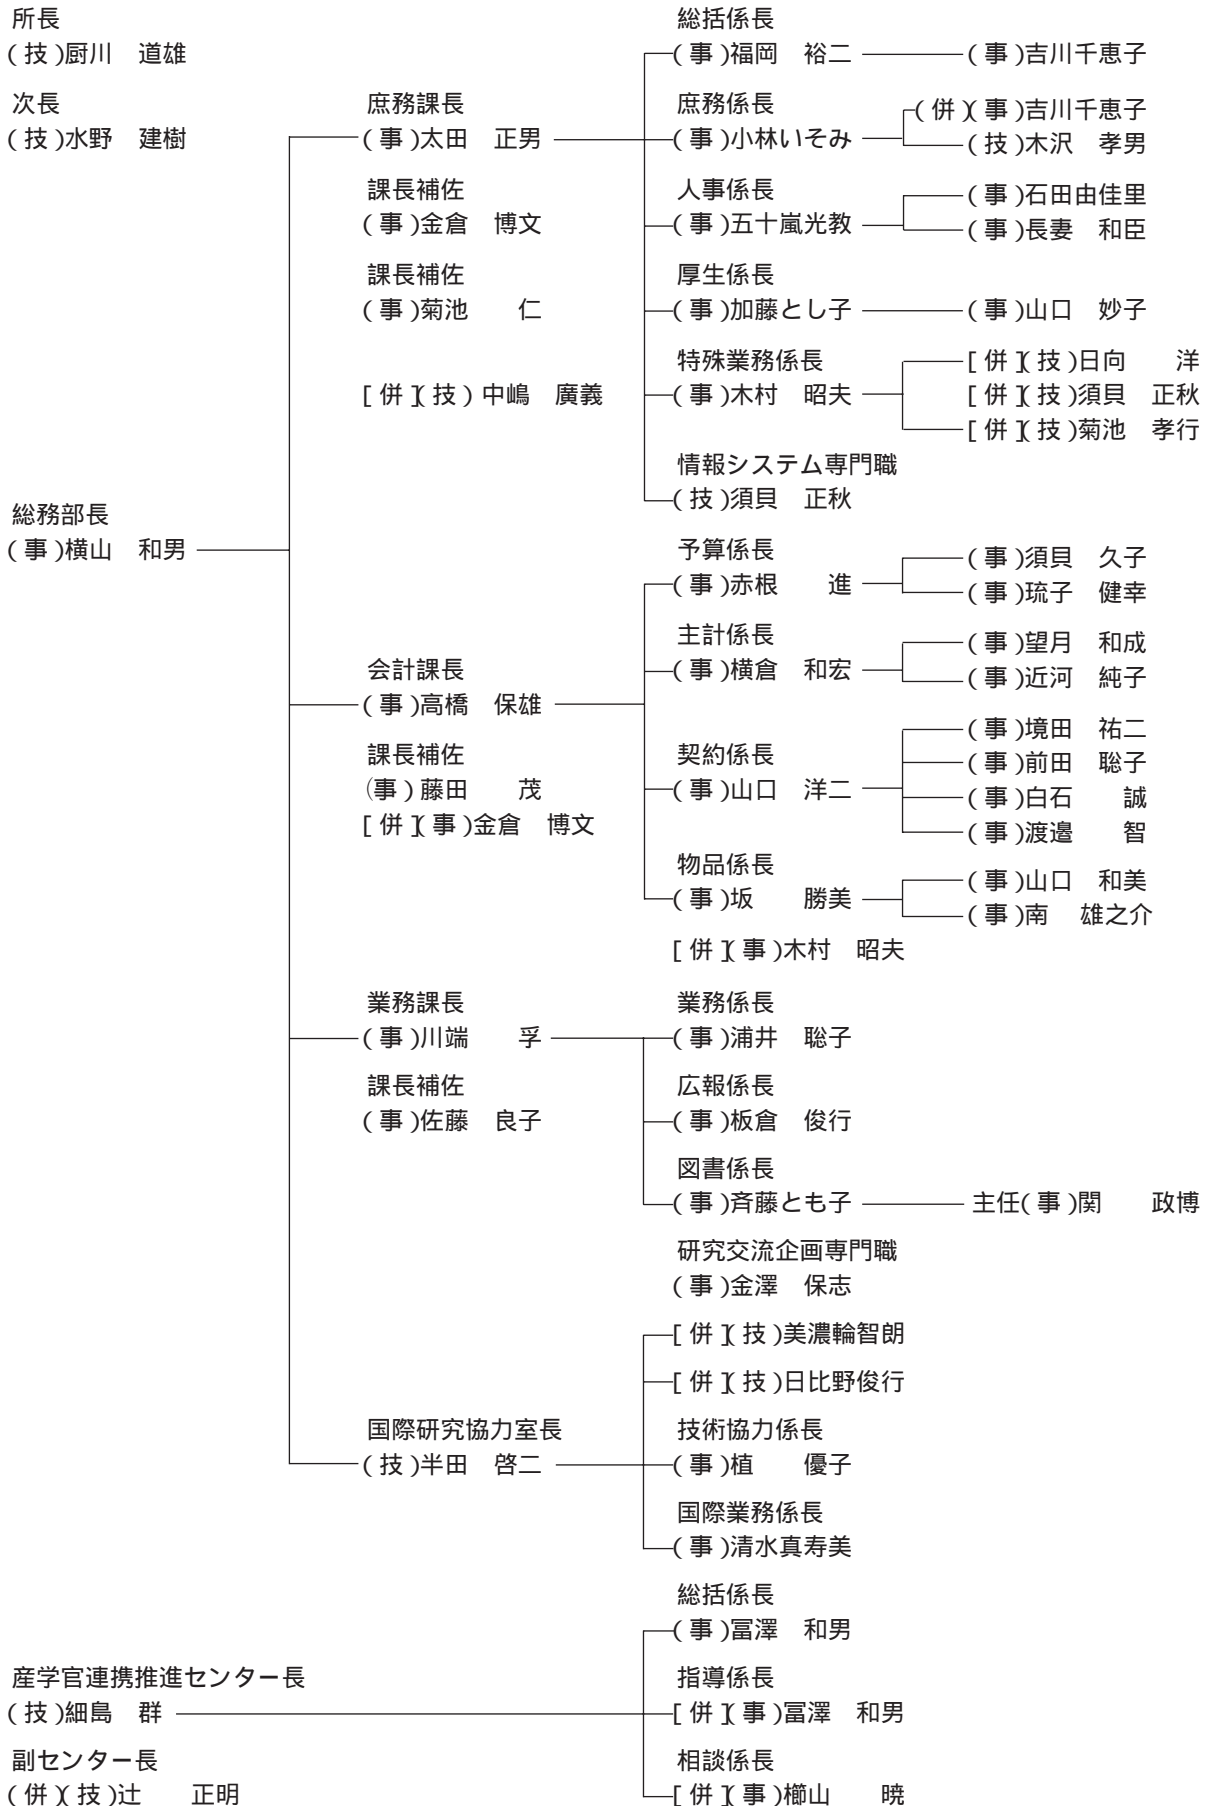 所長
(技)厨川　道雄
次長
(技)水野　建樹
総務部長
(事)横山　和男
庶務課長
(事)太田　正男
課長補佐
(事)金倉　博文
課長補佐
(事)菊池　　仁
[併](技)中嶋　廣義
総括係長
(事)福岡　裕二
(事)吉川千恵子
庶務係長
(事)小林いそみ
(併)(事)吉川千恵子
(技)木沢　孝男
人事係長
(事)五十嵐光教
(事)石田由佳里
(事)長妻　和臣
厚生係長
(事)加藤とし子
(事)山口　妙子
特殊業務係長
(事)木村　昭夫
[併](技)日向　　洋
[併](技)須貝　正秋
[併](技)菊池　孝行
情報システム専門職
(技)須貝　正秋
会計課長
(事)高橋　保雄
課長補佐
(事)藤田　　茂
[併](事)金倉　博文
予算係長
(事)赤根　　進
(事)須貝　久子
(事)琉子　健幸
主計係長
(事)横倉　和宏
(事)望月　和成
(事)近河　純子
契約係長
(事)山口　洋二
(事)境田　祐二
(事)前田　聡子
(事)白石　　誠
(事)渡邉　　智
物品係長
(事)坂　　勝美
(事)山口　和美
(事)南　雄之介
[併](事)木村　昭夫
業務課長
(事)川端　　孚
課長補佐
(事)佐藤　良子
業務係長
(事)浦井　聡子
広報係長
(事)板倉　俊行
図書係長
(事)斉藤とも子
主任(事)関　　政博
研究交流企画専門職
(事)金澤　保志
国際研究協力室長
(技)半田　啓二
[併](技)美濃輪智朗
[併](技)日比野俊行
技術協力係長
(事)植　　優子
国際業務係長
(事)清水真寿美
産学官連携推進センター長
(技)細島　群
副センター長
(併)(技)辻　　正明
総括係長
(事)冨澤　和男
指導係長
[併](事)冨澤　和男
相談係長
[併](事)櫛山　　暁